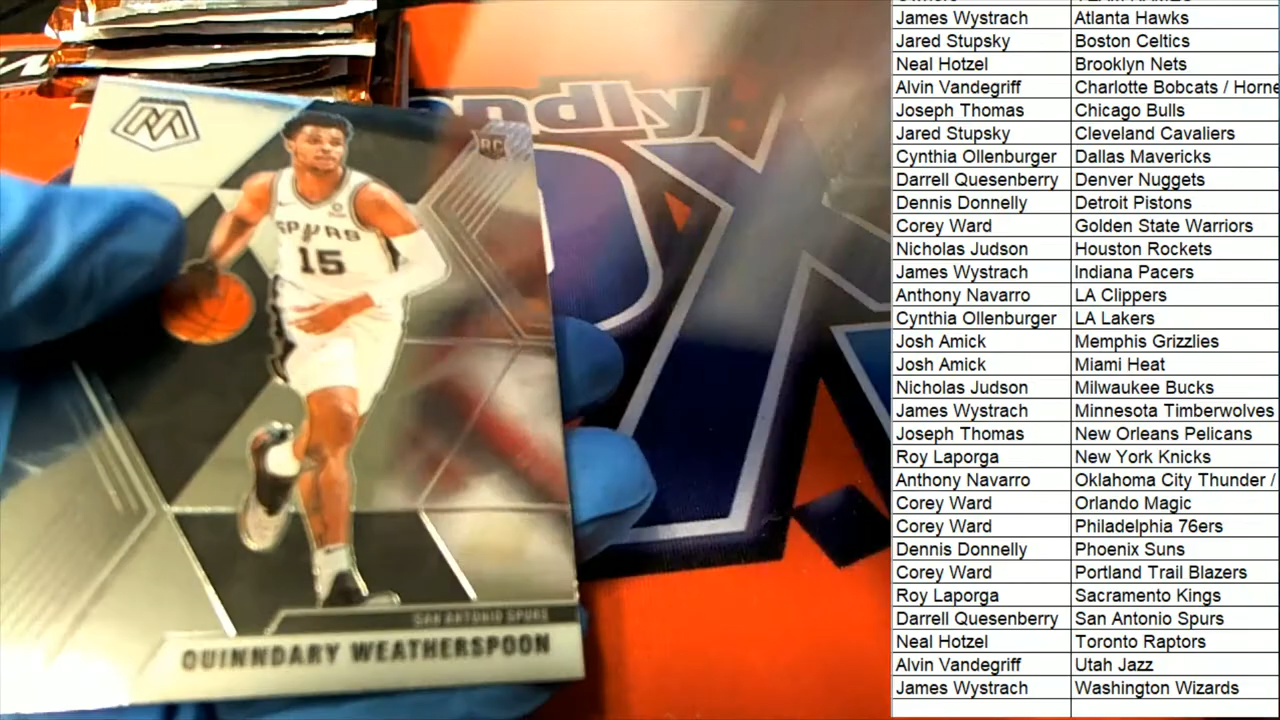 ndly
RC
SPURS
15
SAN ANTONIO SPURS
QUINNDARY WEATHERSPOON
James Wystrach Atlanta Hawks
Jared Stupsky Boston Celtics
Neal Hotzel Brooklyn Nets
Alvin Vandegriff Charlotte Bobcats / Horne
Joseph Thomas Chicago Bulls
Jared Stupsky Cleveland Cavaliers
Cynthia Ollenburger Dallas Mavericks
Darrell Quesenberry Denver Nuggets
Dennis Donnelly Detroit Pistons
Corey Ward Golden State Warriors
Nicholas Judson Houston Rockets
James Wystrach Indiana Pacers
Anthony Navarro LA Clippers
Cynthia Ollenburger LA Lakers
Josh Amick Memphis Grizzlies
Josh Amick Miami Heat
Nicholas Judson Milwaukee Bucks
James Wystrach Minnesota Timberwolves
Joseph Thomas New Orleans Pelicans
Roy Laporga New York Knicks
Anthony Navarro Oklahoma City Thunder /
Corey Ward Orlando Magic
Corey Ward Philadelphia 76ers
Dennis Donnelly Phoenix Suns
Corey Ward Portland Trail Blazers
Roy Laporga Sacramento Kings
Darrell Quesenberry San Antonio Spurs
Neal Hotzel Toronto Raptors
Alvin Vandegriff Utah Jazz
James Wystrach Washington Wizards